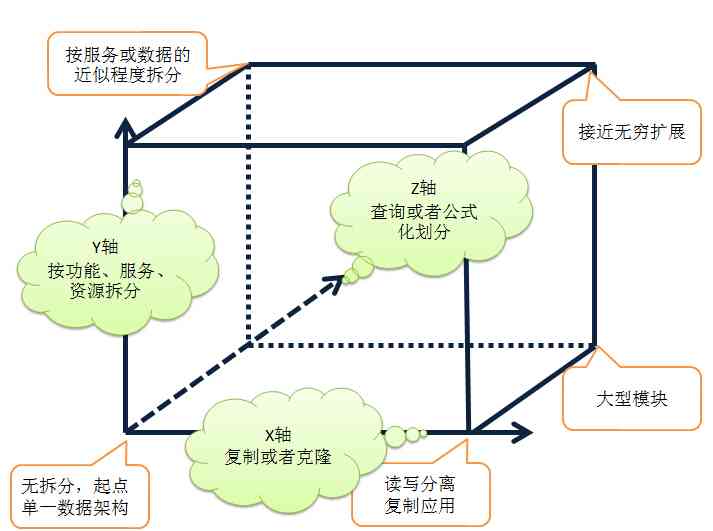 按服务或数据的
近似程度拆分
接近无穷扩展
Z轴
查询或者公式
化划分
Y轴
按功能、服务、
资源拆分
大型模块
X轴
复制或者克隆
无拆分，起点
单一数据架构
读写分离
复制应用